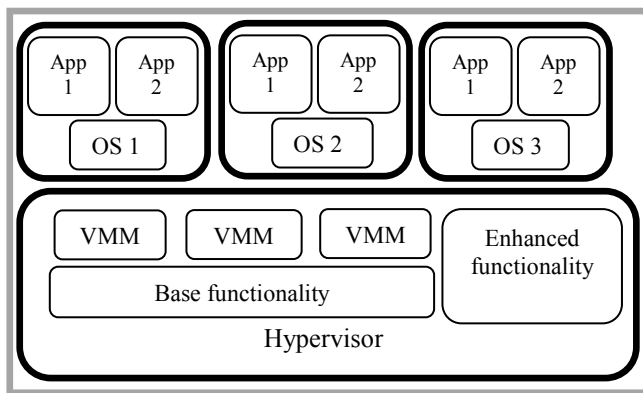 App
1
App
2
OS 1
App
1
App
2
OS 2
App
1
App
2
OS 3
VMM
VMM
VMM
Base functionality
Enhanced
functionality
Hypervisor